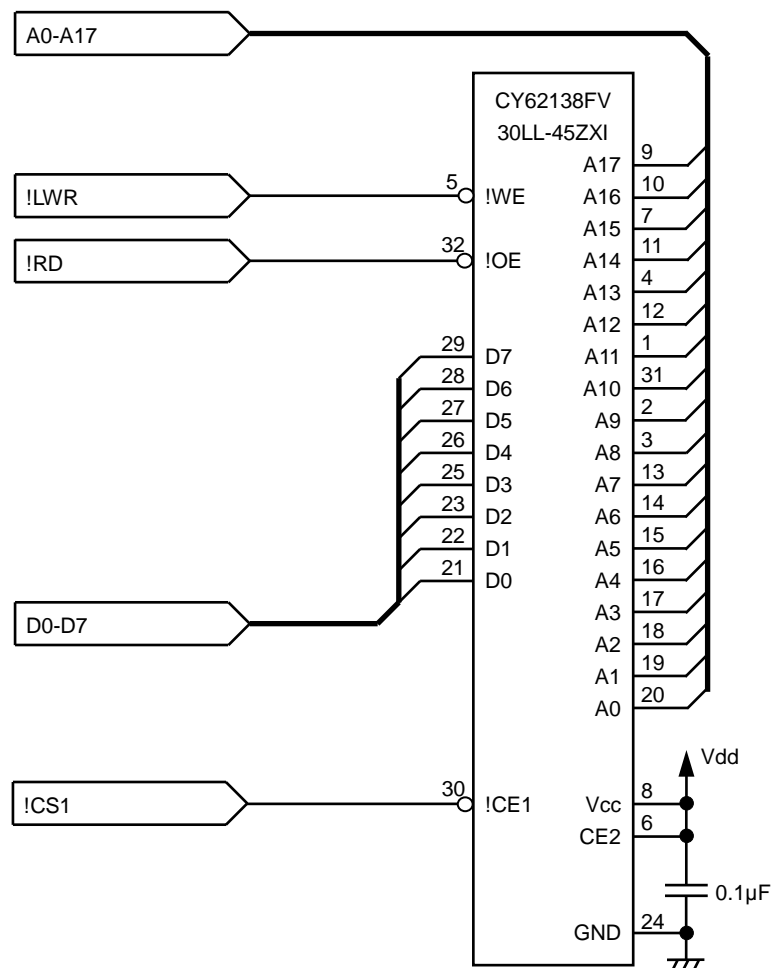 A0-A17
CY62138FV
30LL-45ZXI
A17 9
A16 10
!LWR 5 !WE
A15 7
!RD 32 !OE
A14 11
A13 4
A12 12
29 D7
A11 1
28 D6
A10 31
27 D5
A9 2
26 D4
A8 3
25 D3
A7 13
23 D2
A6 14
22 D1
A5 15
21 D0
A4 16
A3 17
D0-D7
A2 18
A1 19
A0 20
Vdd
!CS1 30 !CE1
Vcc 8
CE2 6
0.1µF
GND 24